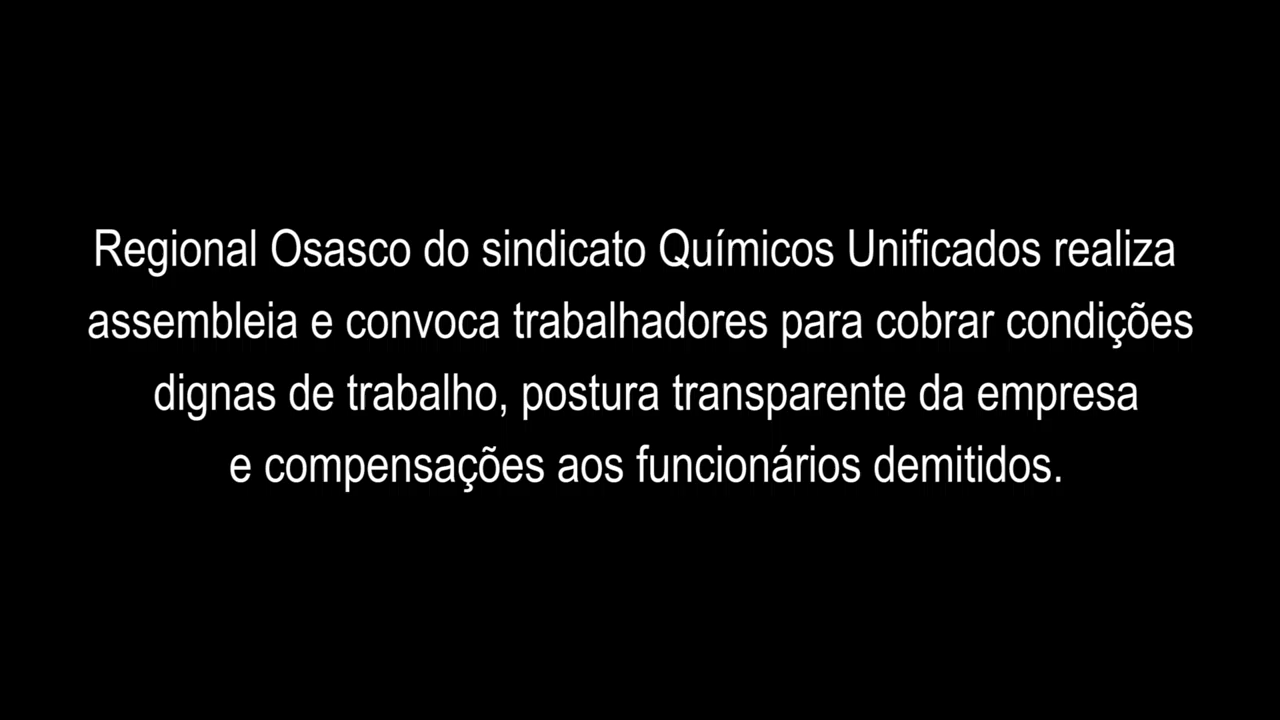 Regional Osasco do sindicato Químicos Unificados realiza
assembleia e convoca trabalhadores para cobrar condições
dignas de trabalho, postura transparente da empresa
e compensações aos funcionários demitidos.